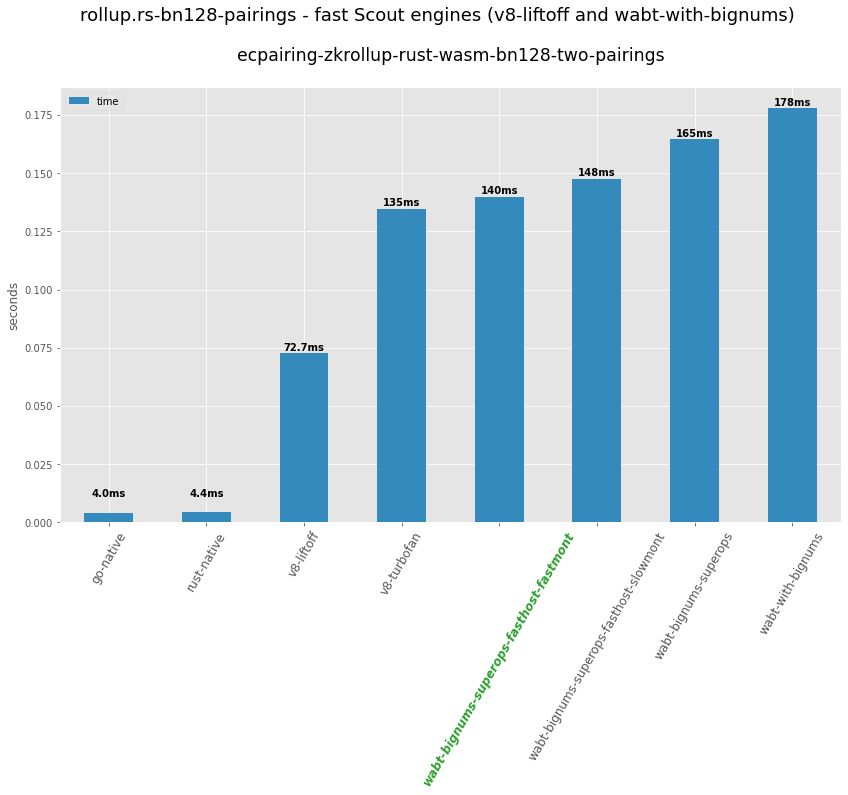 rollup.rs-bn128-pairings - fast Scout engines (v8-liftoff and wabt-with-bignums)
ecpairing-zkrollup-rust-wasm-bn128-two-pairings
time
seconds
0.175
0.150
0.125
0.100
0.075
0.050
0.025
0.000
4.0ms
4.4ms
72.7ms
135ms
140ms
148ms
165ms
178ms
go-native
rust-native
v8-liftoff
v8-turbofan
wabt-bignums-superops-fasthost-fastmont
wabt-bignums-superops-fasthost-slowmont
wabt-bignums-superops
wabt-with-bignums